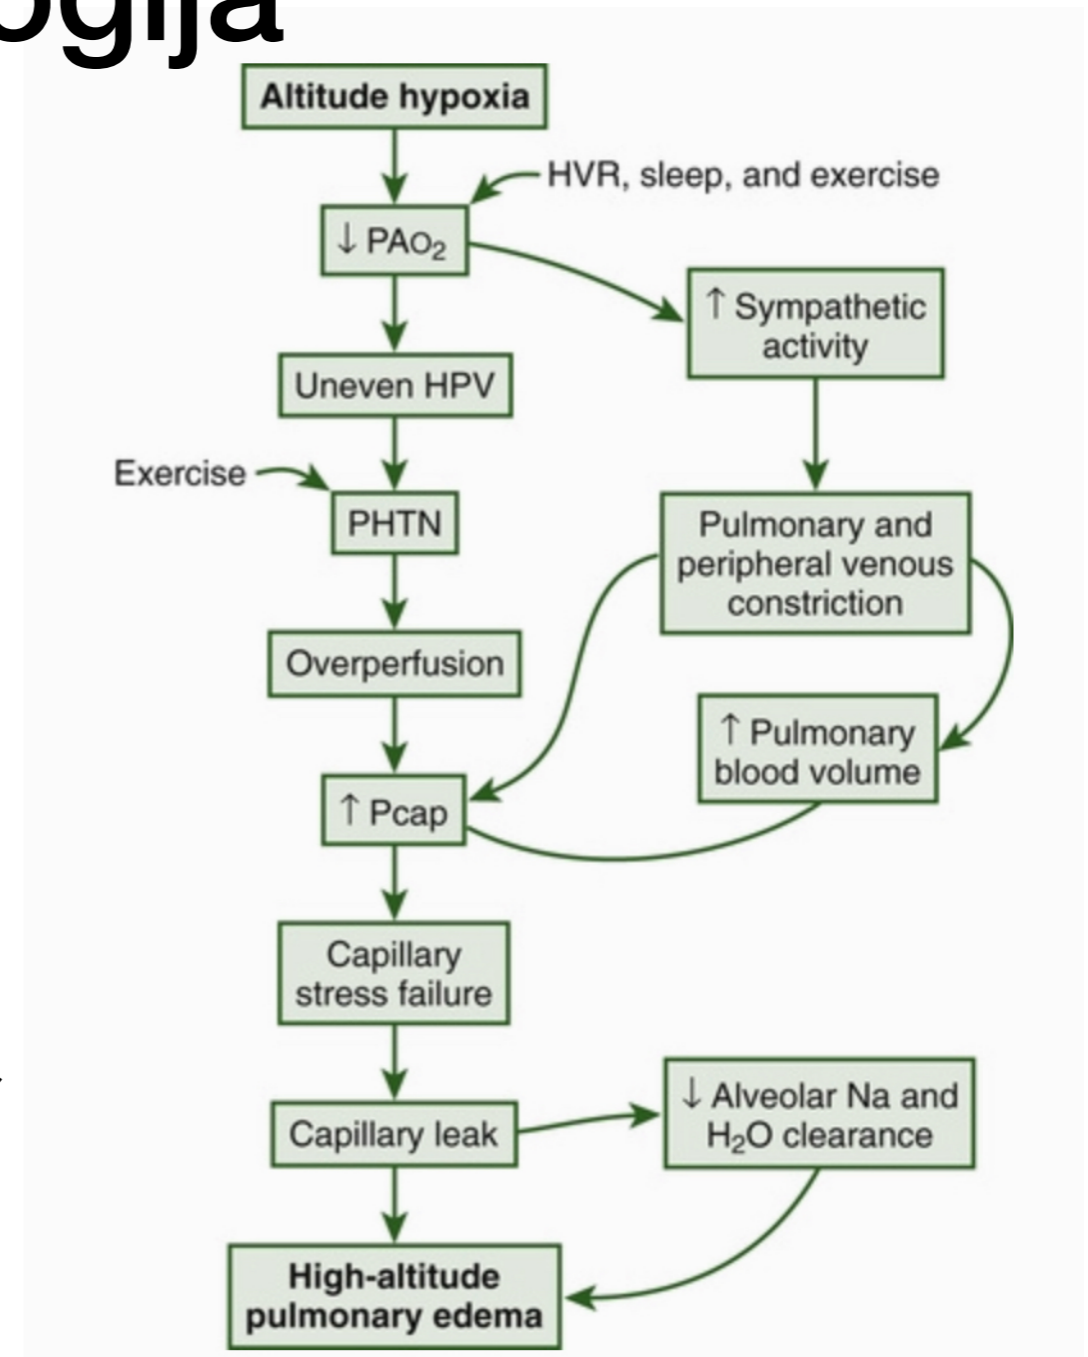 ogija
Altitude hypoxia
HVR, sleep, and exercise
↓ PAO₂
↑ Sympathetic
activity
Uneven HPV
Exercise
PHTN
Pulmonary and
peripheral venous
constriction
Overperfusion
↑ Pulmonary
blood volume
↑ Pcap
Capillary
stress failure
Capillary leak
↓ Alveolar Na and
H₂O clearance
High-altitude
pulmonary edema